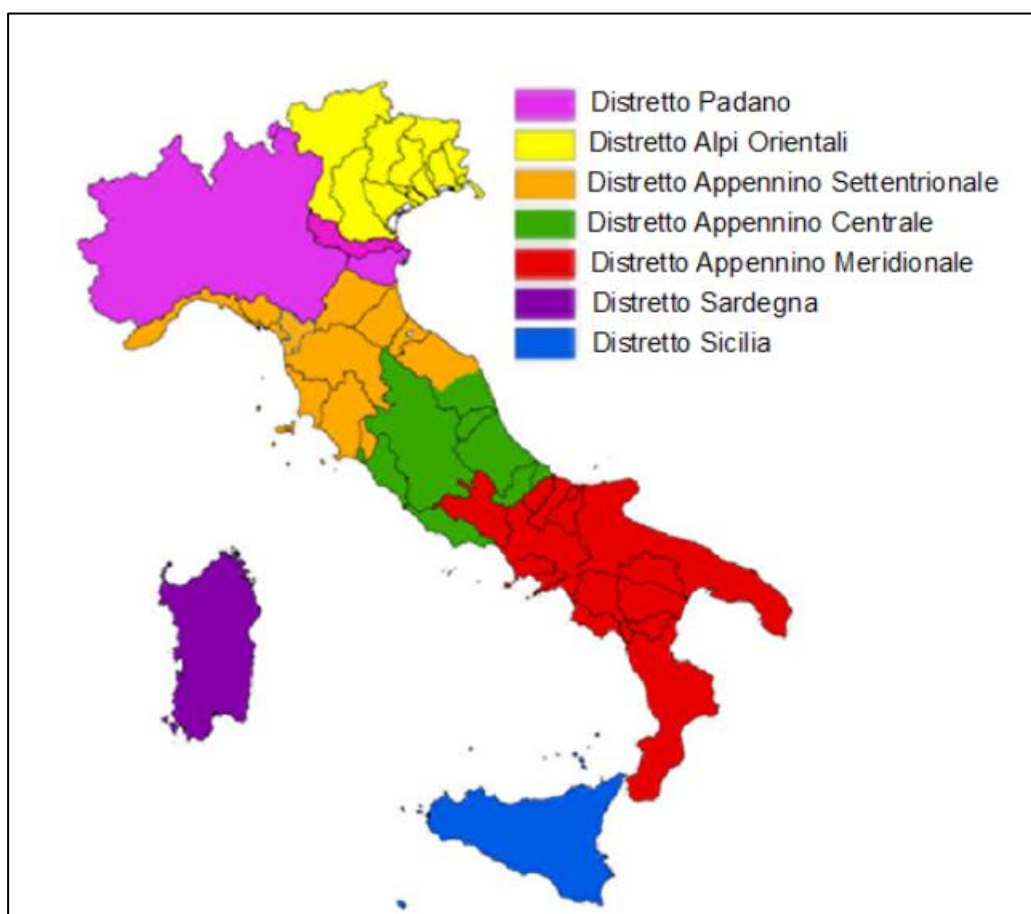 Distretto Padano
Distretto Alpi Orientali
Distretto Appennino Settentrionale
Distretto Appennino Centrale
Distretto Appennino Meridionale
Distretto Sardegna
Distretto Sicilia